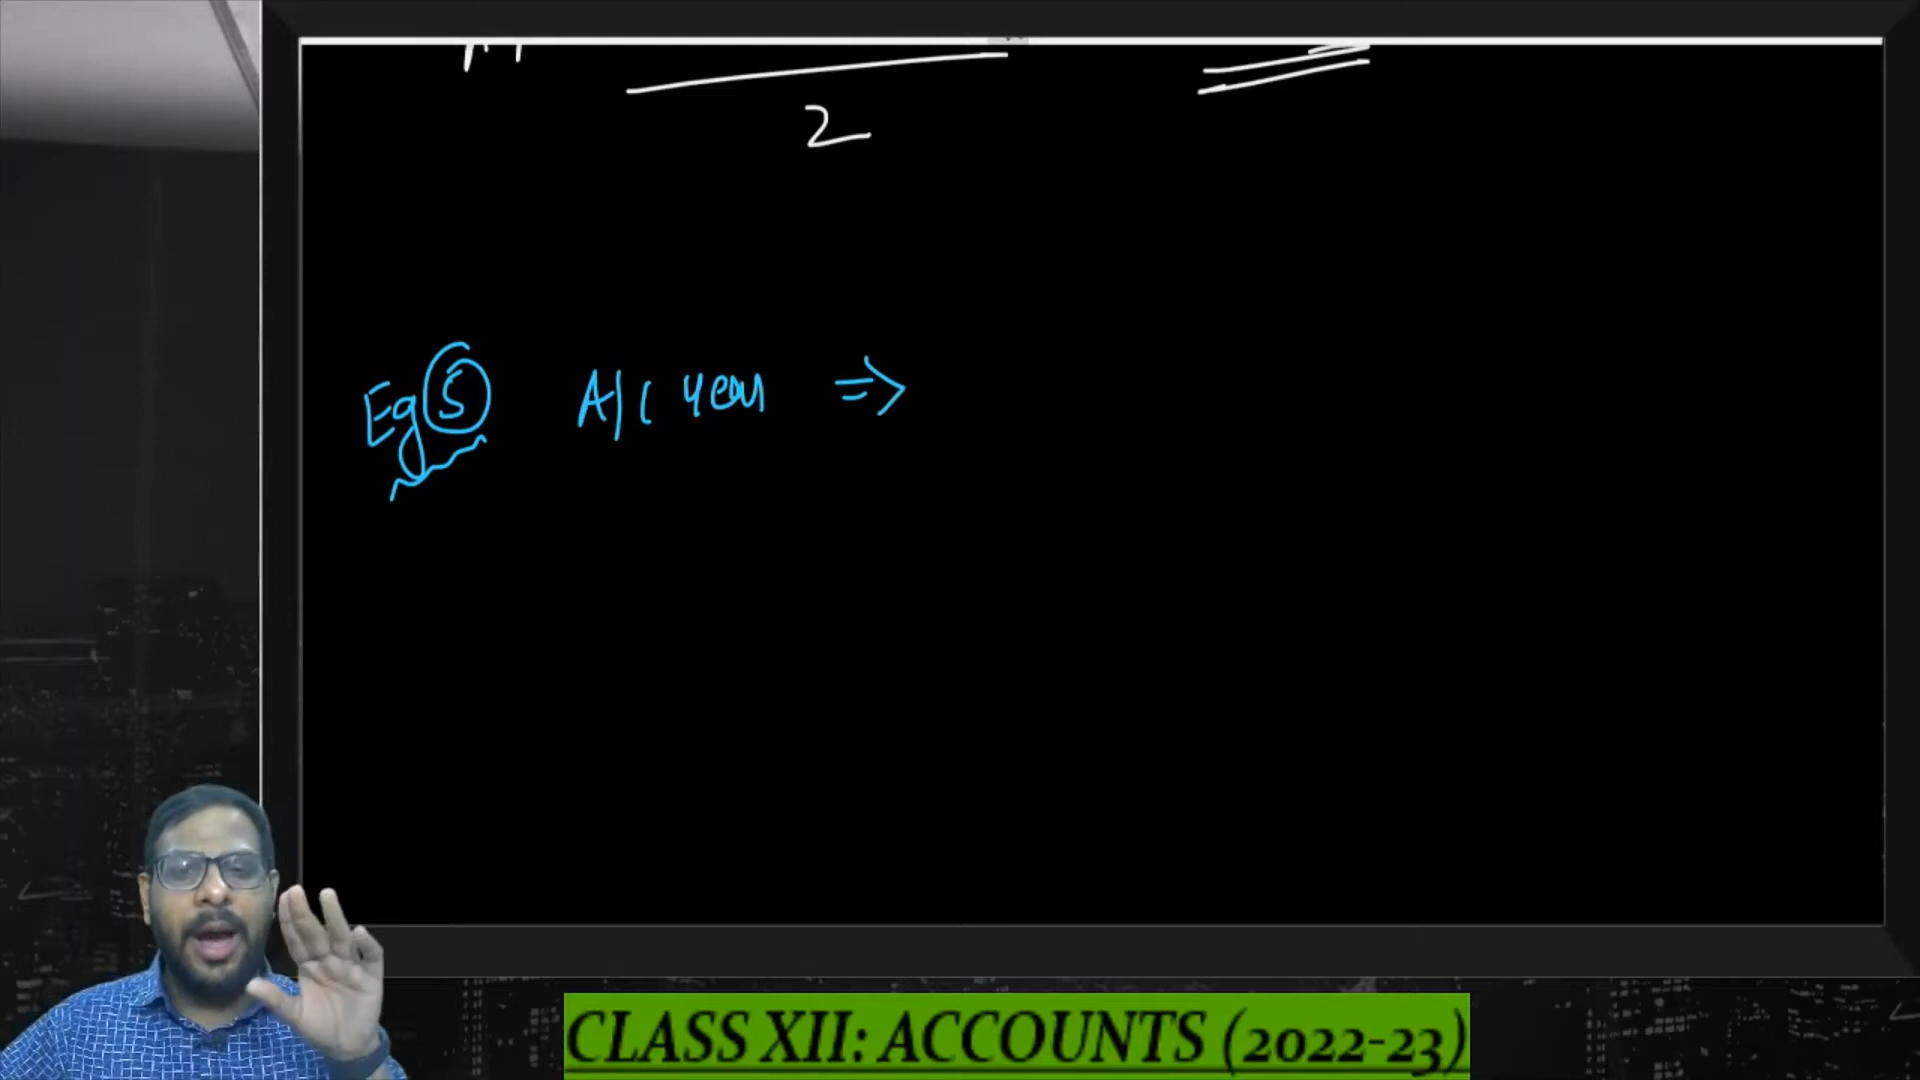 2
Eg 5 A/c year =>
CLASS XII: ACCOUNTS (2022-23)